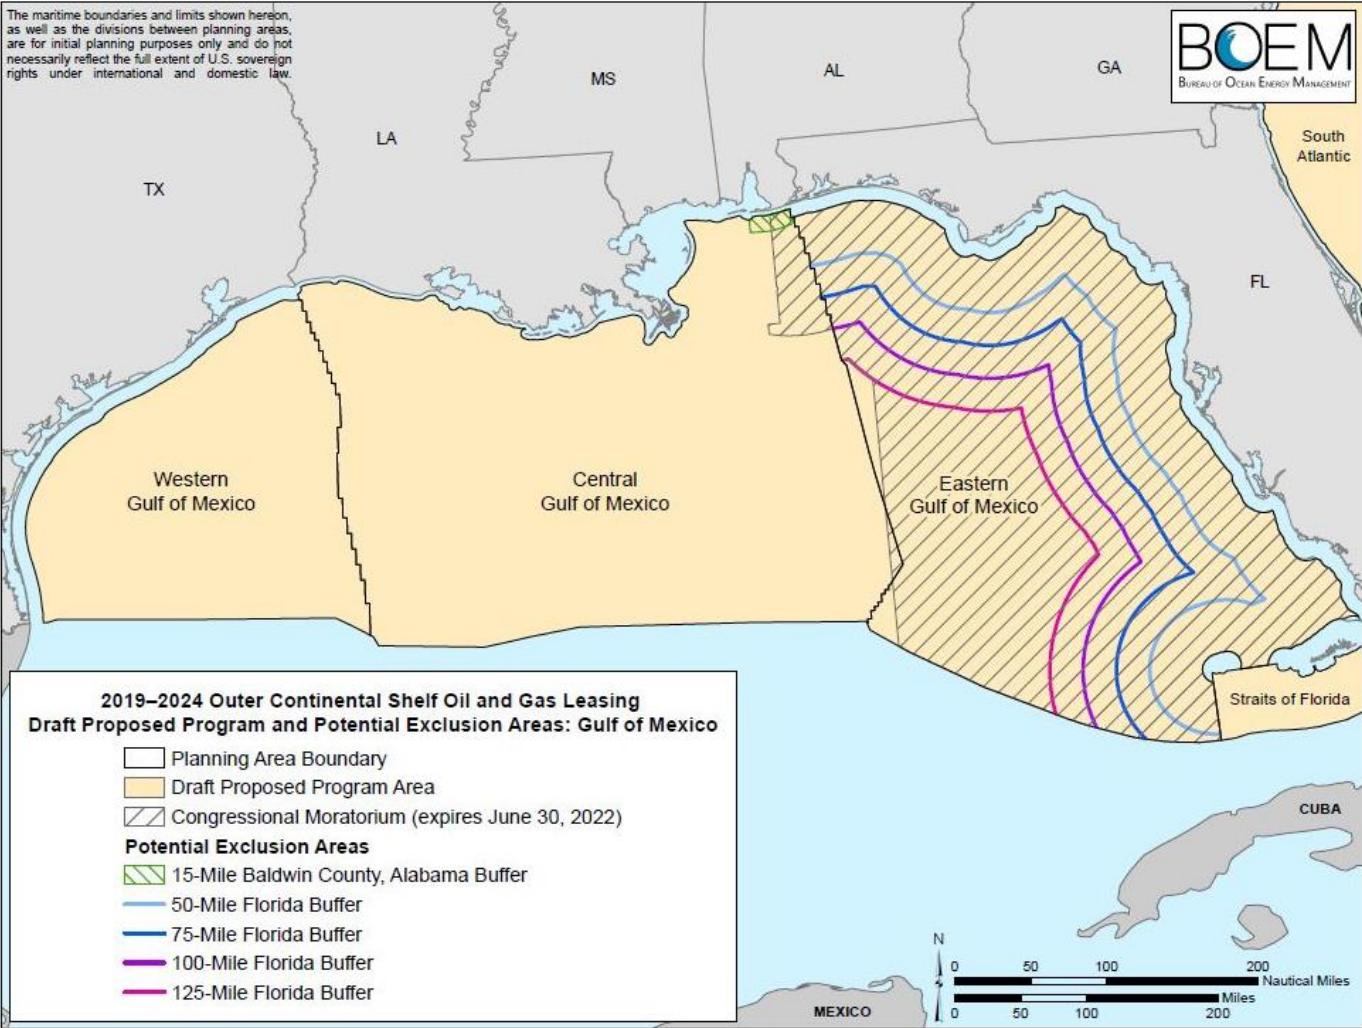 The maritime boundaries and limits shown hereon,
as well as the divisions between planning areas,
are for initial planning purposes only and do not
necessarily reflect the full extent of U.S. sovereign
rights under international and domestic law.
BOEM
BUREAU OF OCEAN ENERGY MANAGEMENT
MS
AL
GA
LA
TX
South
Atlantic
FL
Western
Gulf of Mexico
Central
Gulf of Mexico
Eastern
Gulf of Mexico
Straits of Florida
2019–2024 Outer Continental Shelf Oil and Gas Leasing
Draft Proposed Program and Potential Exclusion Areas: Gulf of Mexico
Planning Area Boundary
Draft Proposed Program Area
Congressional Moratorium (expires June 30, 2022)
Potential Exclusion Areas
15-Mile Baldwin County, Alabama Buffer
50-Mile Florida Buffer
75-Mile Florida Buffer
100-Mile Florida Buffer
125-Mile Florida Buffer
CUBA
MEXICO
N
S
0 50 100 200
Nautical Miles
Miles
0 50 100 200